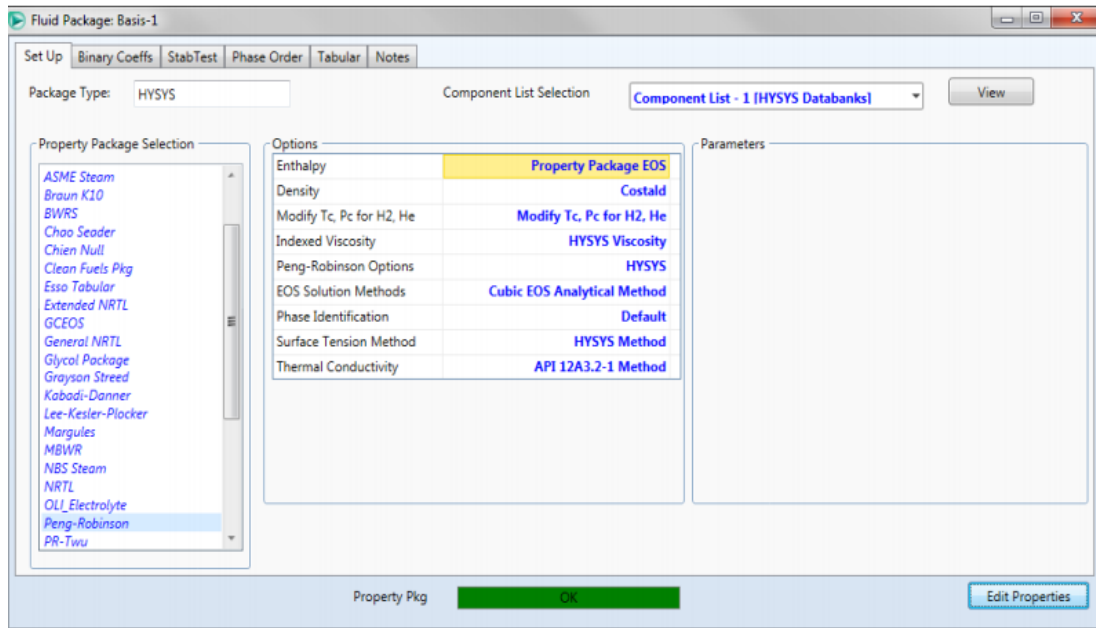 Fluid Package: Basis-1
Set Up Binary Coeffs StabTest Phase Order Tabular Notes
Package Type: HYSYS Component List Selection Component List - 1 [HYSYS Databanks] View
Property Package Selection
ASME Steam
Braun K10
BWRS
Chao Seader
Chien Null
Clean Fuels Pkg
Esso Tabular
Extended NRTL
GCEOS
General NRTL
Glycol Package
Grayson Streed
Kabadi-Danner
Lee-Kesler-Plocker
Margules
MBWR
NBS Steam
NRTL
OLI_Electrolyte
Peng-Robinson
PR-Twu
Options
Enthalpy Property Package EOS
Density Costald
Modify Tc, Pc for H2, He Modify Tc, Pc for H2, He
Indexed Viscosity HYSYS Viscosity
Peng-Robinson Options HYSYS
EOS Solution Methods Cubic EOS Analytical Method
Phase Identification Default
Surface Tension Method HYSYS Method
Thermal Conductivity API 12A3.2-1 Method
Parameters
Property Pkg OK Edit Properties